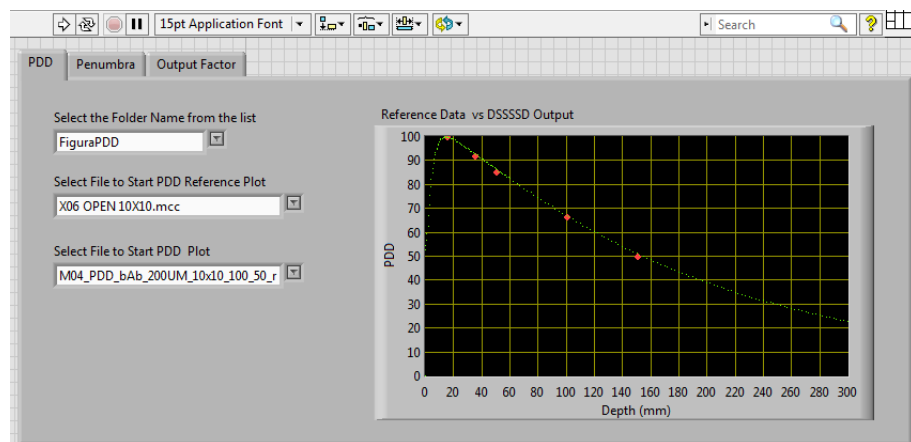 15pt Application Font
Search
PDD
Penumbra
Output Factor
Select the Folder Name from the list
FiguraPDD
Select File to Start PDD Reference Plot
X06 OPEN 10X10.mcc
Select File to Start PDD Plot
M04_PDD_bAb_200UM_10x10_100_50_r
Reference Data vs DSSSSD Output
100
90
80
70
60
50
40
30
20
10
0
PDD
0 20 40 60 80 100 120 140 160 180 200 220 240 260 280 300
Depth (mm)